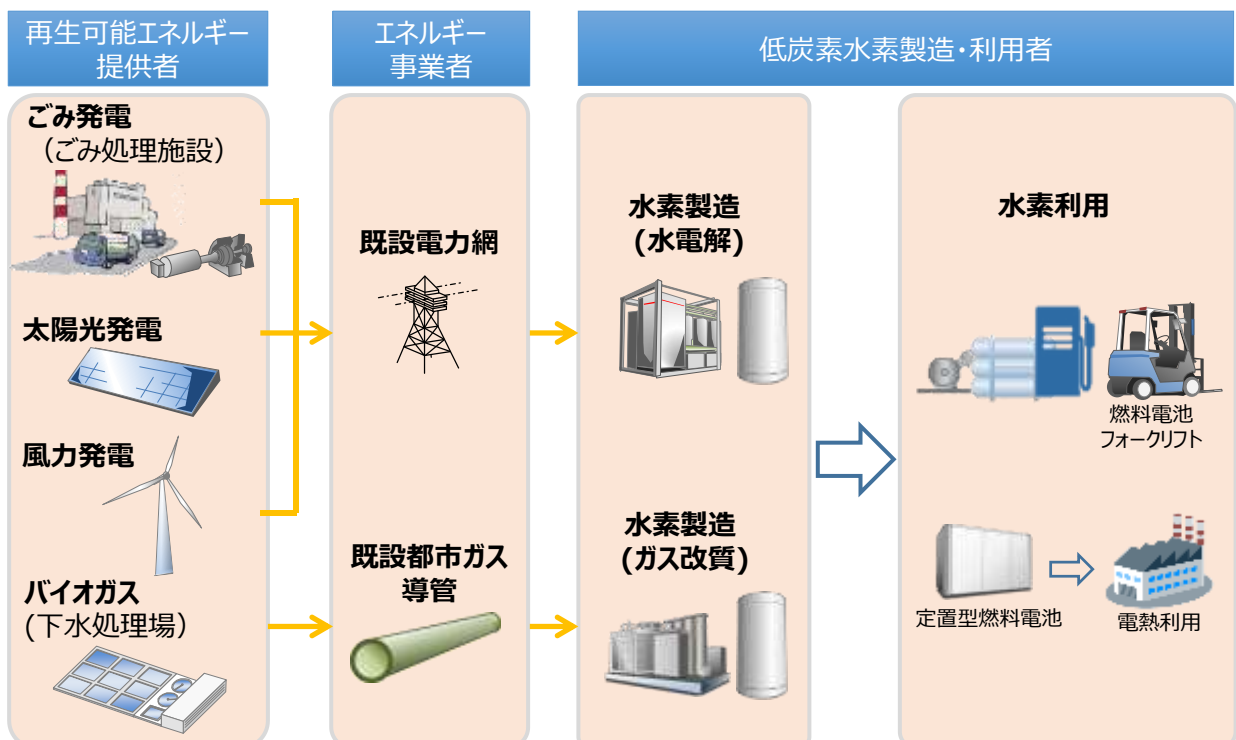 再生可能エネルギー
提供者
エネルギー
事業者
低炭素水素製造・利用者
ごみ発電
（ごみ処理施設）
太陽光発電
風力発電
バイオガス
(下水処理場）
既設電力網
既設都市ガス
導管
水素製造
(水電解)
水素製造
(ガス改質)
水素利用
燃料電池
フォークリフト
定置型燃料電池
電熱利用